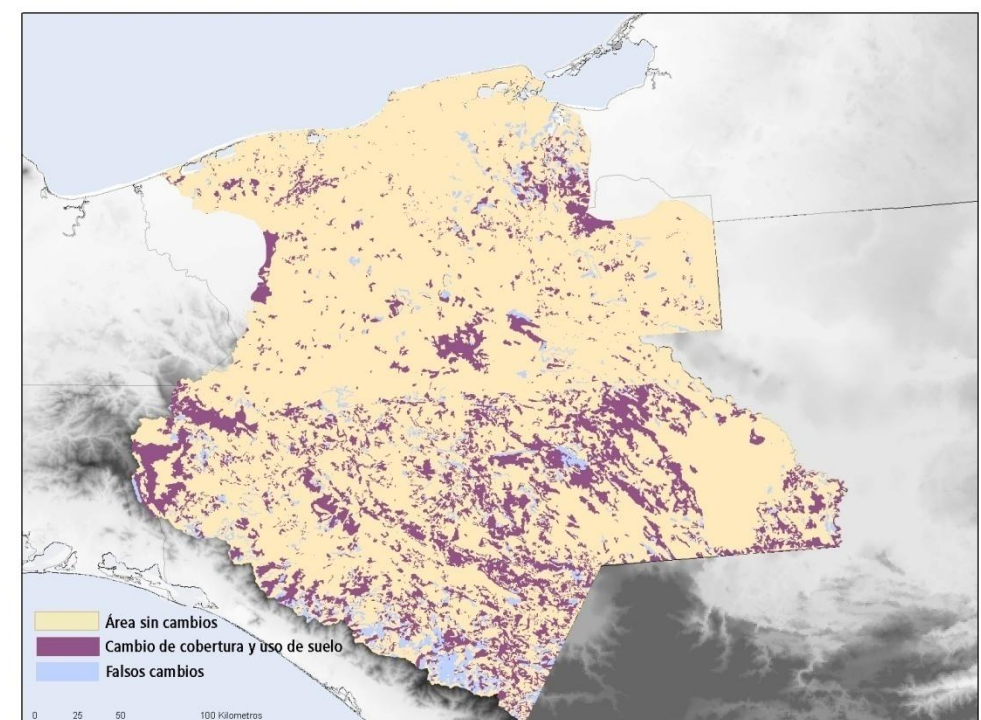 Área sin cambios
Cambio de cobertura y uso de suelo
Falsos cambios
0 25 50 100 Kilometros